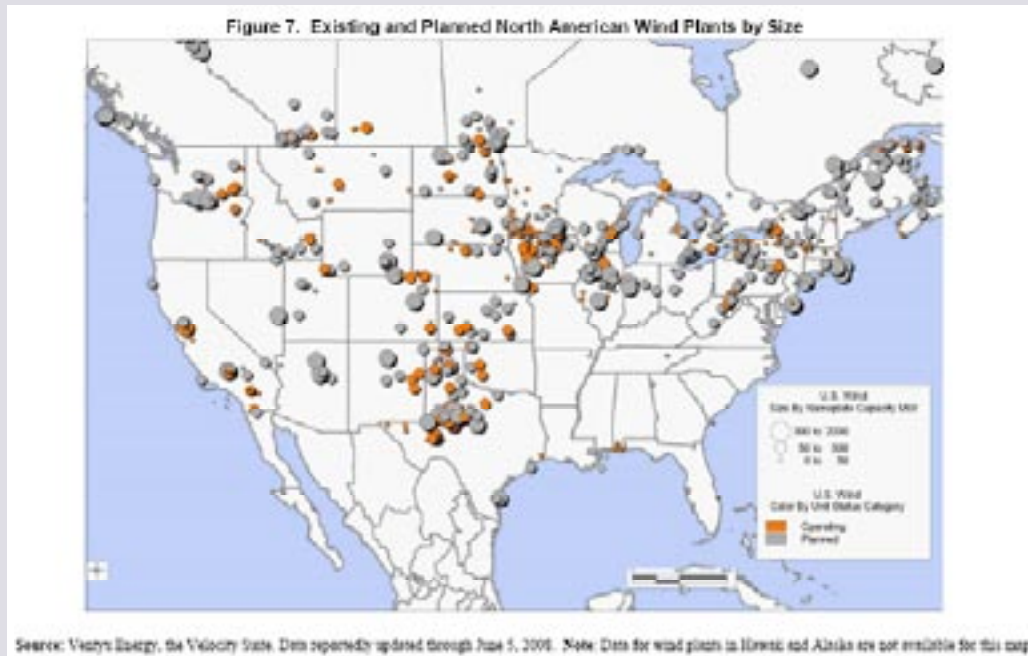 Figure 7. Existing and Planned North American Wind Plants by Size
U.S. Wind
Size By Nameplate Capacity MW
300 to 2000
50 to 300
0 to 50
U.S. Wind
Color By Unit Status Category
Operating
Planned
Source: Ventyx Energy, the Velocity Suite. Data reportedly updated through June 5, 2008. Note: Data for wind plants in Hawaii and Alaska are not available for this map